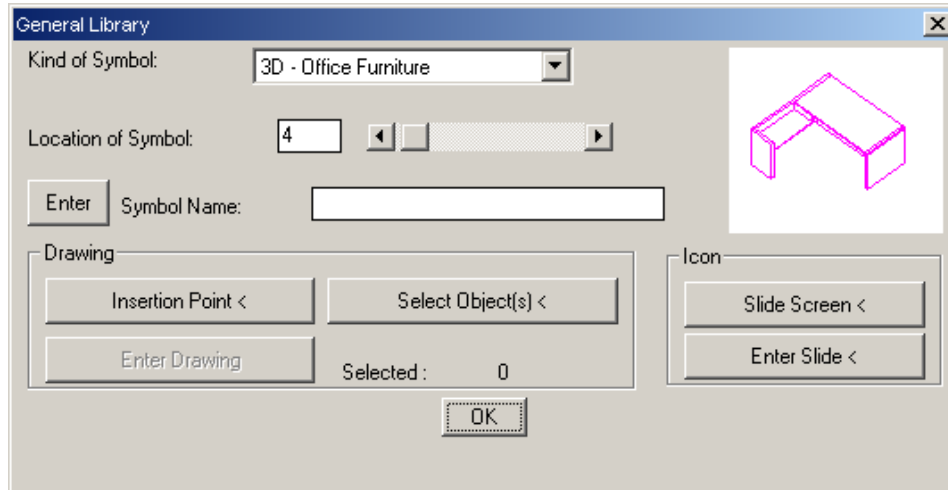 General Library
Kind of Symbol:
3D - Office Furniture
Location of Symbol:
4
Enter
Symbol Name:
Drawing
Icon
Insertion Point <
Select Object(s) <
Slide Screen <
Enter Drawing
Selected : 0
Enter Slide <
OK